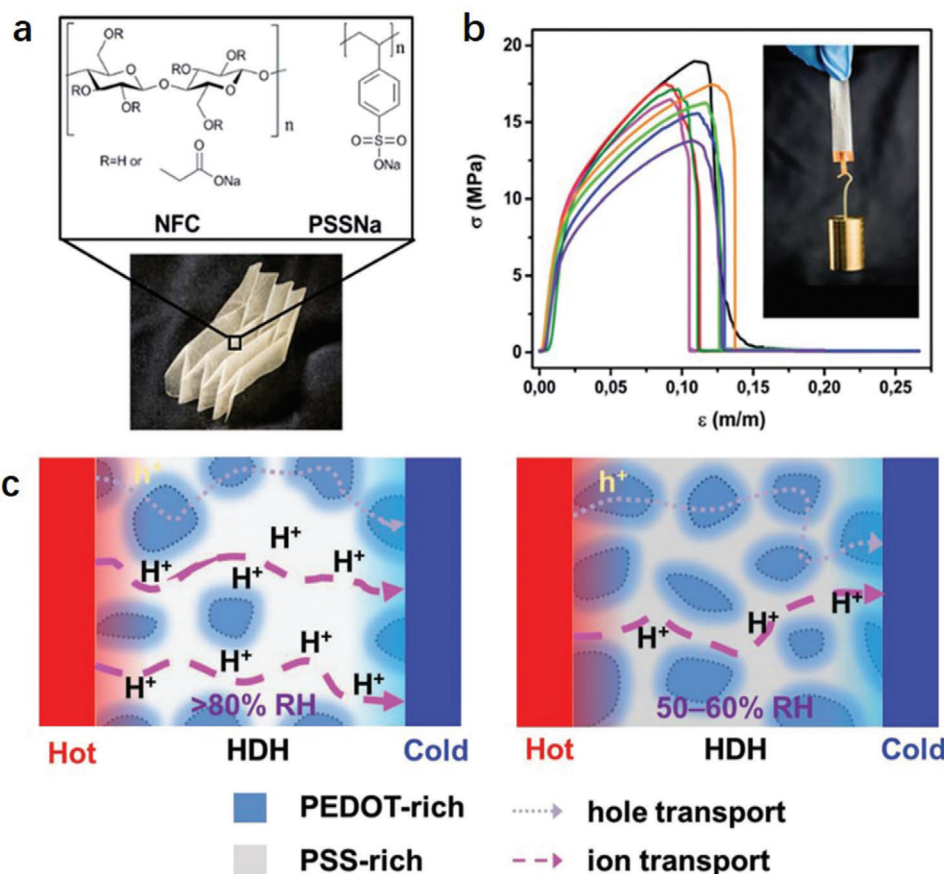 a
OR
RO
RO
OR
OR
RO
OR
O
O
O
O
n
R=H or
O
ONa
NFC
n
O=S=O
ONa
PSSNa
b
σ (MPa)
20
15
10
5
0
0,00
0,05
0,10
0,15
0,20
0,25
ε (m/m)
c
h+
H+
H+
H+
H+
H+
H+
H+
H+
>80% RH
Hot
HDH
Cold
h+
H+
H+
H+
50–60% RH
Hot
HDH
Cold
PEDOT-rich
hole transport
PSS-rich
ion transport